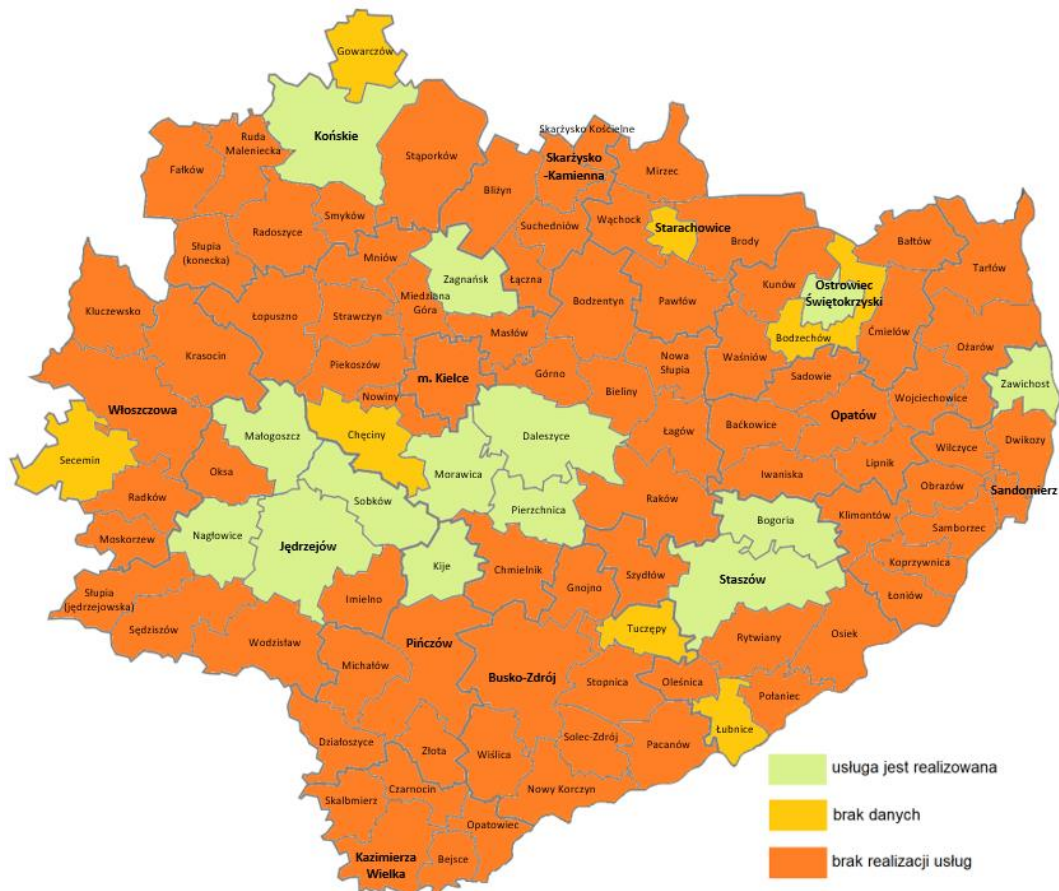 Gowarczów
Końskie
Skarżysko Kościelne
Ruda
Maleniecka
Stąporków
Skarżysko
-Kamienna
Fałków
Bliżyn
Mirzec
Smyków
Wąchock
Starachowice
Suchedniów
Radoszyce
Brody
Bałtów
Słupia
(konecka)
Mniów
Tarłów
Zagnańsk
Łączna
Kunów
Ostrowiec
Świętokrzyski
Miedziana
Góra
Bodzentyn
Pawłów
Kluczewsko
Łopuszno
Strawczyn
Masłów
Bodzechów
Ćmielów
Ożarów
Krasocin
Piekoszów
Nowa
Słupia
Waśniów
m. Kielce
Górno
Sadowie
Zawichost
Nowiny
Bieliny
Wojciechowice
Włoszczowa
Opatów
Małogoszcz
Chęciny
Daleszyce
Łagów
Baćkowice
Dwikozy
Wilczyce
Secemin
Oksa
Morawica
Lipnik
Iwaniska
Obrazów
Sandomierz
Radków
Sobków
Raków
Pierzchnica
Klimontów
Bogoria
Samborzec
Moskorzew
Nagłowice
Jędrzejów
Koprzywnica
Kije
Chmielnik
Szydłów
Staszów
Gnojno
Słupia
(jędrzejowska)
Imielno
Łoniów
Sędziszów
Tuczępy
Osiek
Wodzisław
Pińczów
Rytwiany
Michałów
Busko-Zdrój
Stopnica
Oleśnica
Połaniec
Łubnice
Działoszyce
Złota
Wiślica
Solec-Zdrój
Pacanów
Czarnocin
Nowy Korczyn
Skalbmierz
Opatowiec
Kazimierza
Wielka
Bejsce
usługa jest realizowana
brak danych
brak realizacji usług